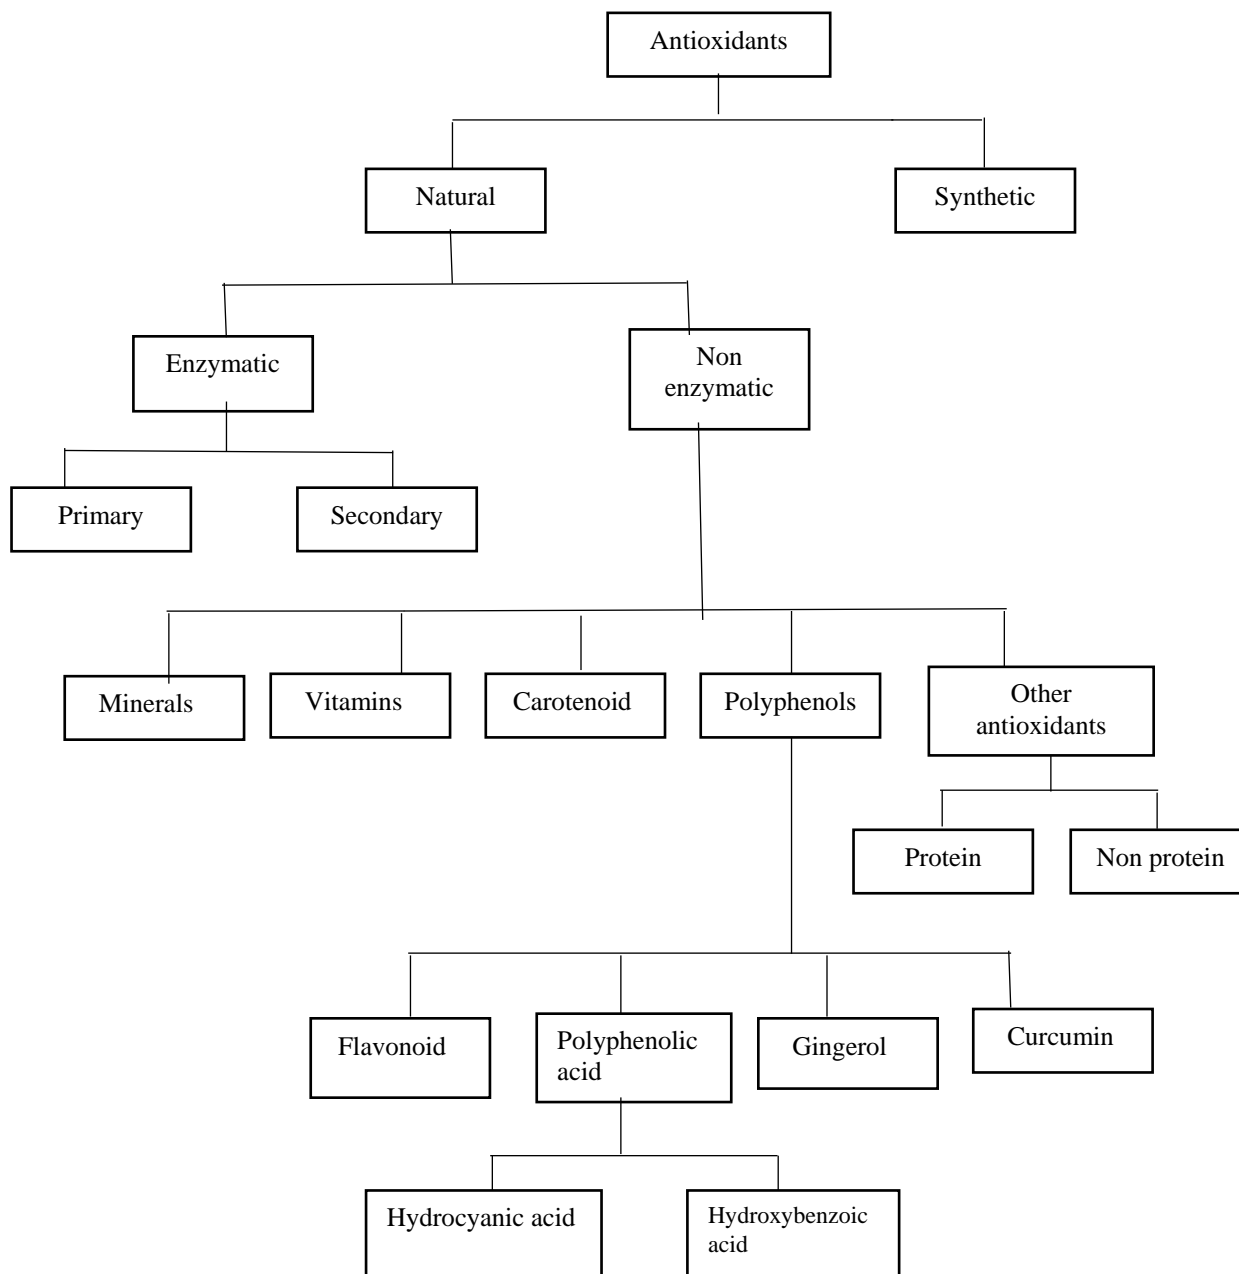 Antioxidants
Natural
Synthetic
Enzymatic
Non
enzymatic
Primary
Secondary
Minerals
Vitamins
Carotenoid
Polyphenols
Other
antioxidants
Protein
Non protein
Flavonoid
Polyphenolic
acid
Gingerol
Curcumin
Hydrocyanic acid
Hydroxybenzoic
acid